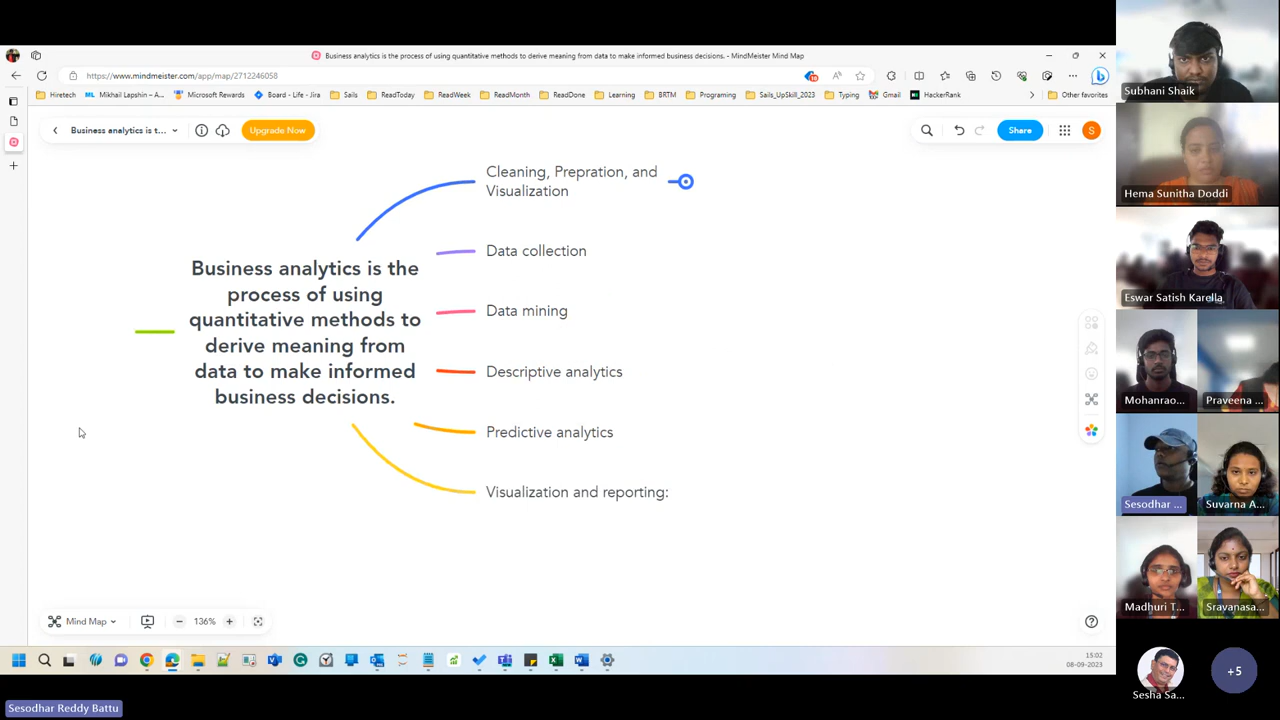 Business analytics is the process of using quantitative methods to derive meaning from data to make informed business decisions. - MindMeister Mind Map
https://www.mindmeister.com/app/map/2712246058
Hiretech
Mikhail Lapshin – A...
Microsoft Rewards
Board - Life - Jira
Sails
ReadToday
ReadWeek
ReadMonth
ReadDone
Learning
BRTM
Programing
Sails_UpSkill_2023
Typing
Gmail
HackerRank
Other favorites
Business analytics is t...
Upgrade Now
Share
S
Cleaning, Prepration, and
Visualization
Data collection
Data mining
Descriptive analytics
Predictive analytics
Visualization and reporting:
Business analytics is the
process of using
quantitative methods to
derive meaning from
data to make informed
business decisions.
Mind Map
136%
15:02
08-09-2023
Sesodhar Reddy Battu
Subhani Shaik
Hema Sunitha Doddi
Eswar Satish Karella
Mohanrao...
Praveena ...
Sesodhar ...
Suvarna A...
Madhuri T...
Sravanasa...
Sesha Sa...
+5